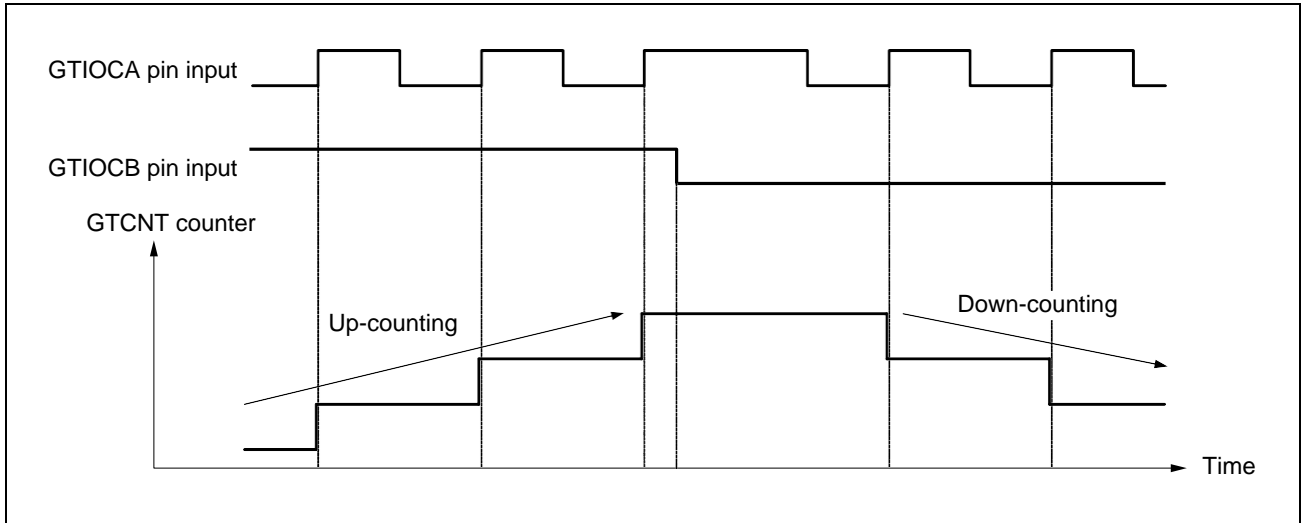 GTIOCA pin input
GTIOCB pin input
GTCNT counter
Up-counting
Down-counting
Time